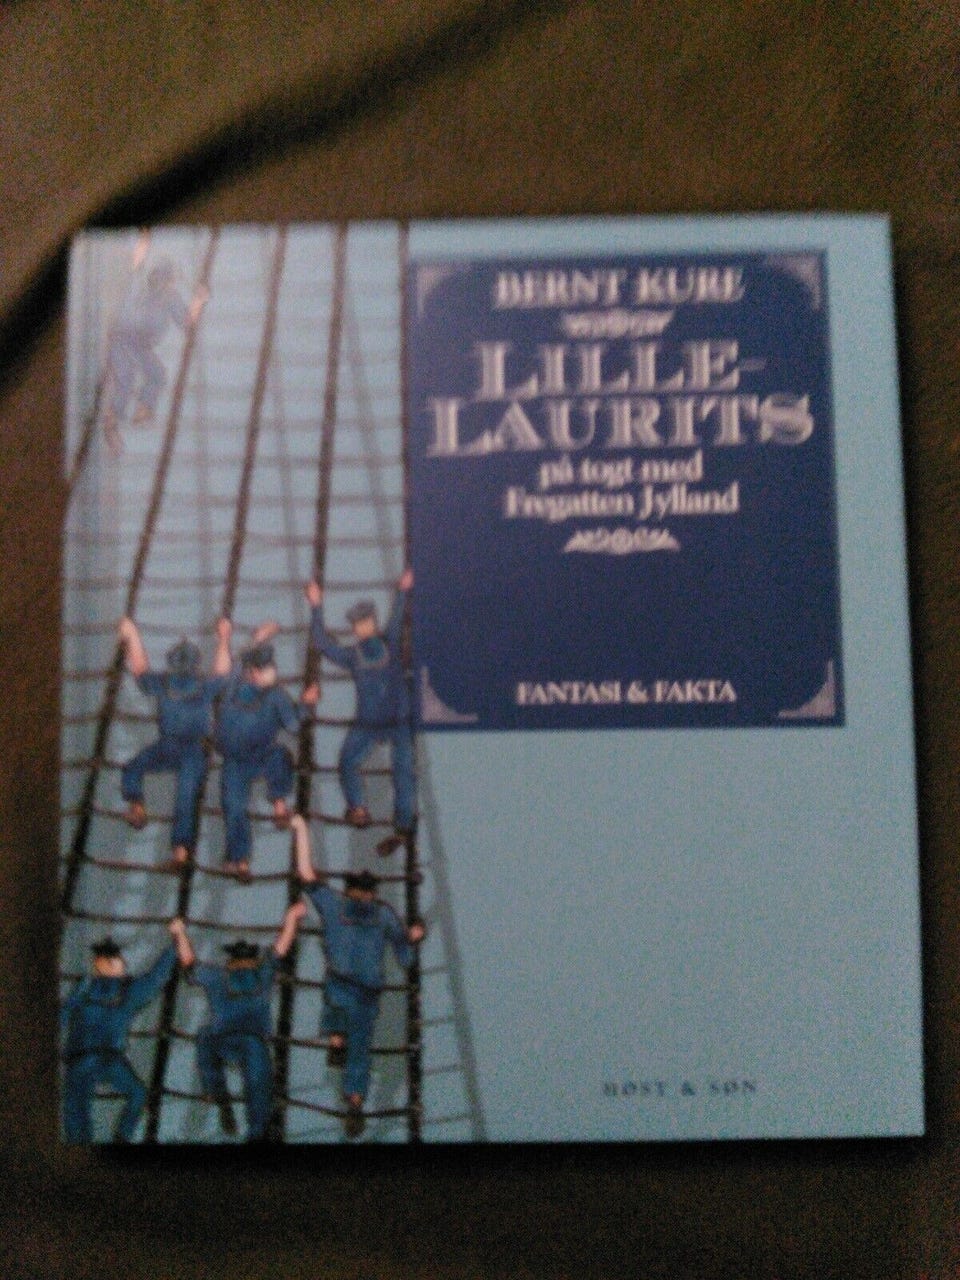 BERNT KURE
LILLE-
LAURITS
på togt med
Fregatten Jylland
FANTASI & FAKTA
HØST & SØN